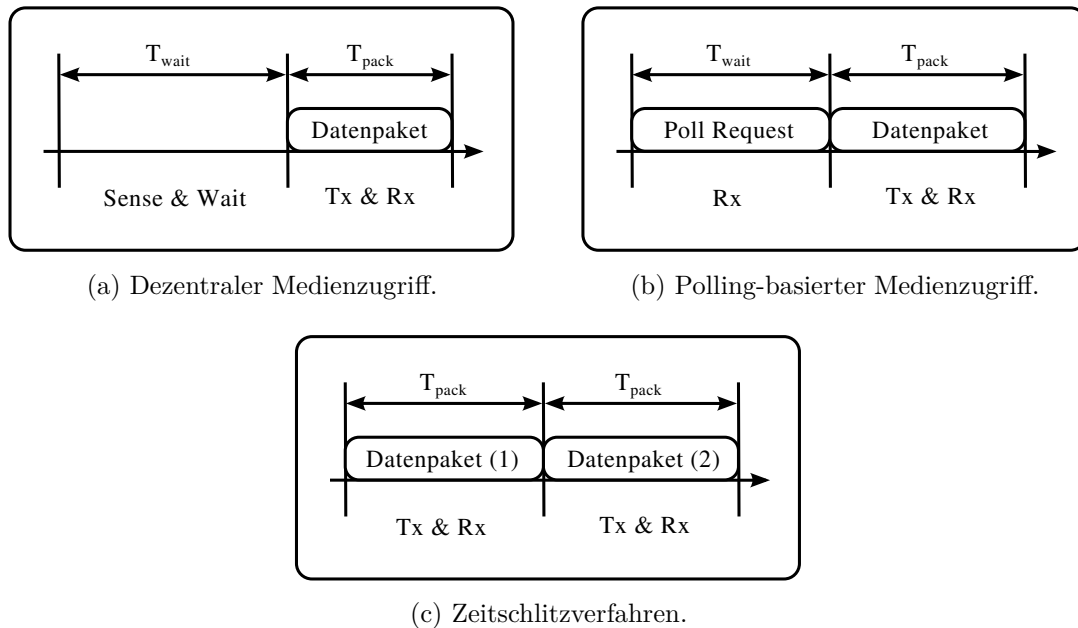 T_wait T_pack
Datenpaket
Sense & Wait Tx & Rx
(a) Dezentraler Medienzugriff.
T_wait T_pack
Poll Request Datenpaket
Rx Tx & Rx
(b) Polling-basierter Medienzugriff.
T_pack T_pack
Datenpaket (1) Datenpaket (2)
Tx & Rx Tx & Rx
(c) Zeitschlitzverfahren.